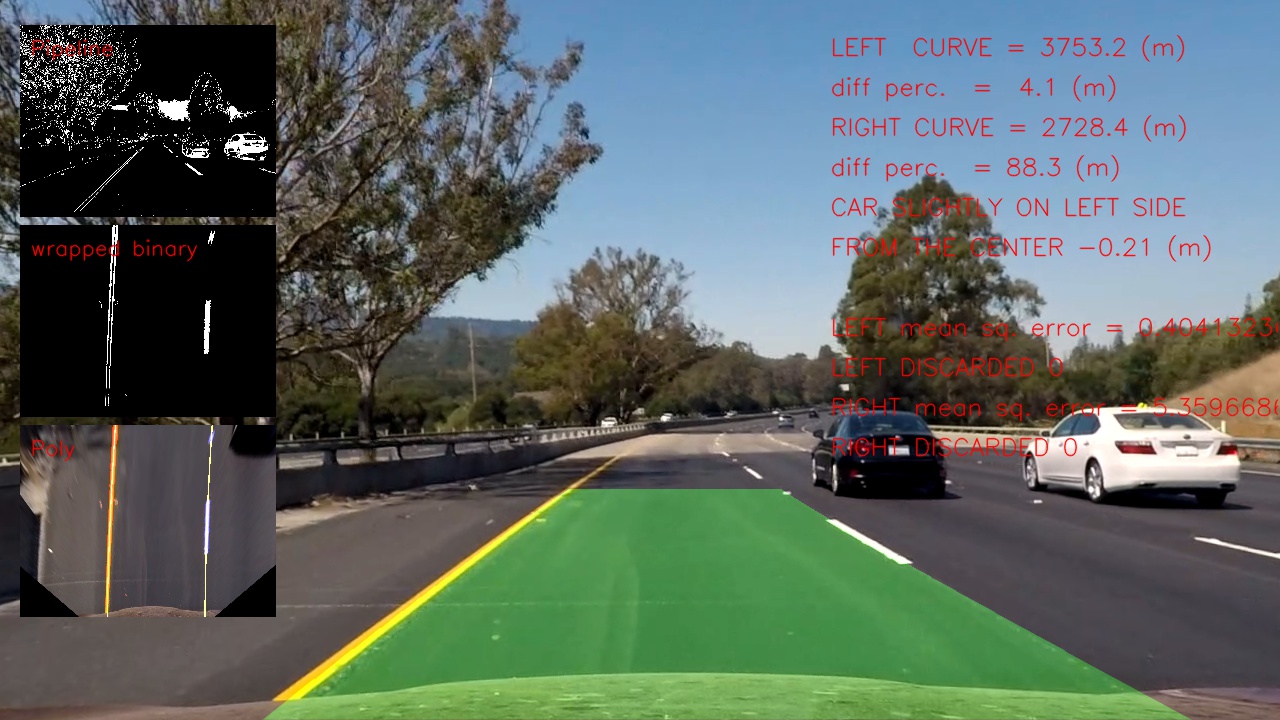 Pipeline
wrapped binary
Poly
LEFT CURVE = 3753.2 (m)
diff perc. = 4.1 (m)
RIGHT CURVE = 2728.4 (m)
diff perc. = 88.3 (m)
CAR SLIGHTLY ON LEFT SIDE
FROM THE CENTER -0.21 (m)
LEFT mean sq. error = 0.4041323
LEFT DISCARDED 0
RIGHT mean sq. error = 5.359668
RIGHT DISCARDED 0